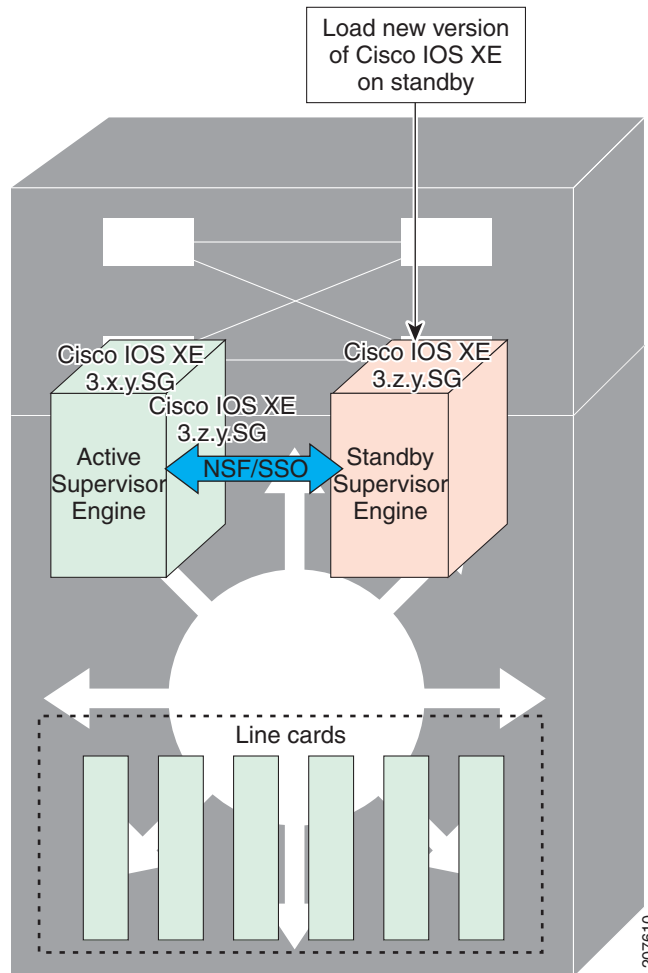 Load new version
of Cisco IOS XE
on standby
Cisco IOS XE
3.x.y.SG
Cisco IOS XE
3.z.y.SG
Cisco IOS XE
3.z.y.SG
Active
Supervisor
Engine
NSF/SSO
Standby
Supervisor
Engine
Line cards
207610